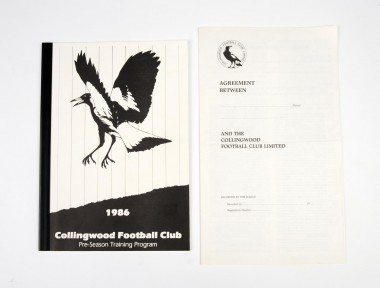 1986
Collingwood Football Club
Pre-Season Training Program
AGREEMENT
BETWEEN
AND THE
COLLINGWOOD
FOOTBALL CLUB LIMITED